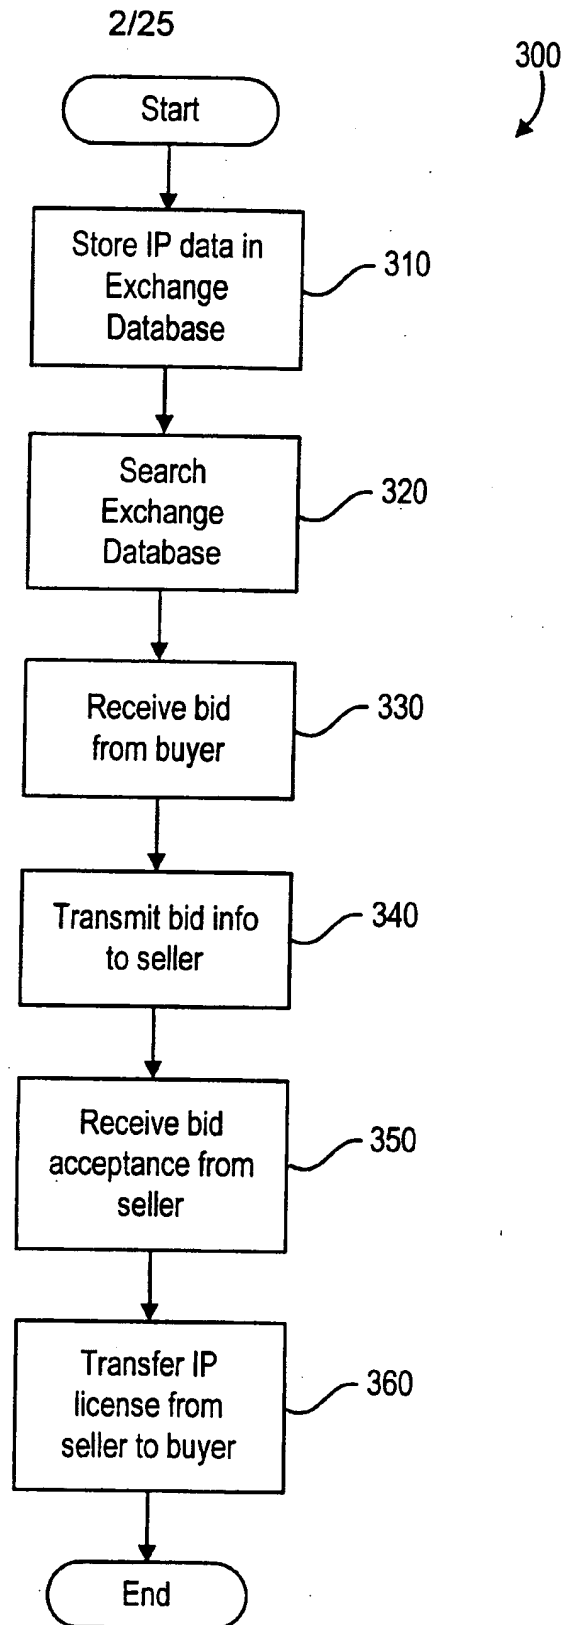 2/25
300
Start
Store IP data in
Exchange
Database
310
Search
Exchange
Database
320
Receive bid
from buyer
330
Transmit bid info
to seller
340
Receive bid
acceptance from
seller
350
Transfer IP
license from
seller to buyer
360
End